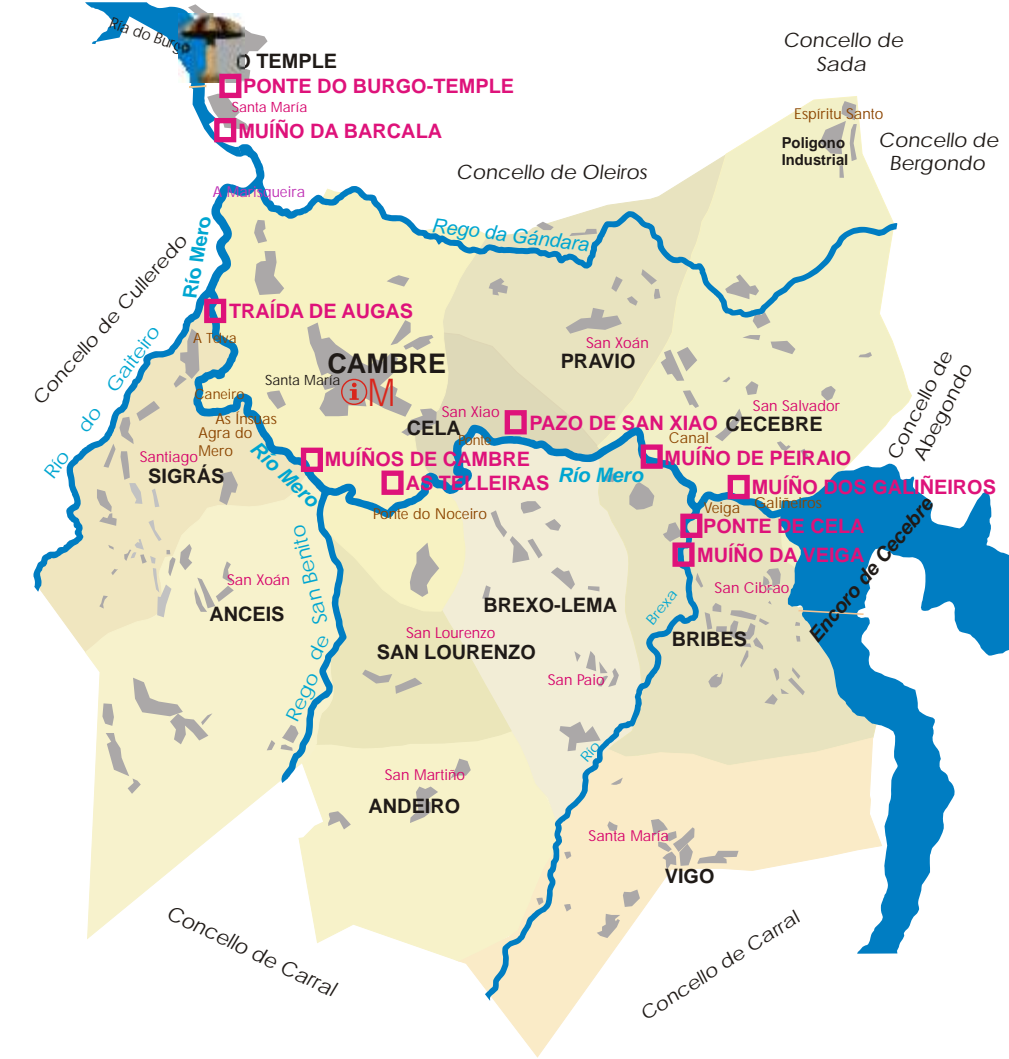 Ria do Burgo
O TEMPLE
PONTE DO BURGO-TEMPLE
Santa María
MUÍÑO DA BARCALA
Concello de
Sada
Espíritu Santo
Poligono
Industrial
Concello de
Bergondo
Concello de Oleiros
A Marisqueira
Rego da Gándara
Río Mero
Concello de Culleredo
TRAÍDA DE AUGAS
A Telva
Río do Gaiteiro
San Xoán
PRAVIO
CAMBRE
Santa María
i M
Caneiro
As Insuas
Agra do
Mero
San Xiao
CELA
PAZO DE SAN XIAO
San Salvador
CECEBRE
Concello de
Abegondo
Ponte
Canal
Santiago
SIGRÁS
Río Mero
MUÍÑOS DE CAMBRE
AS TELLEIRAS
Río Mero
MUÍÑO DE PEIRAIO
MUÍÑO DOS GALIÑEIROS
Galiñeiros
Veiga
Ponte do Noceiro
PONTE DE CELA
MUÍÑO DA VEIGA
Encoro de Cecebre
San Xoán
ANCEIS
Rego de San Benito
San Cibrao
BREXO-LEMA
Río Brexa
BRIBES
San Lourenzo
SAN LOURENZO
San Paio
San Martiño
ANDEIRO
Santa María
VIGO
Concello de Carral
Concello de Carral